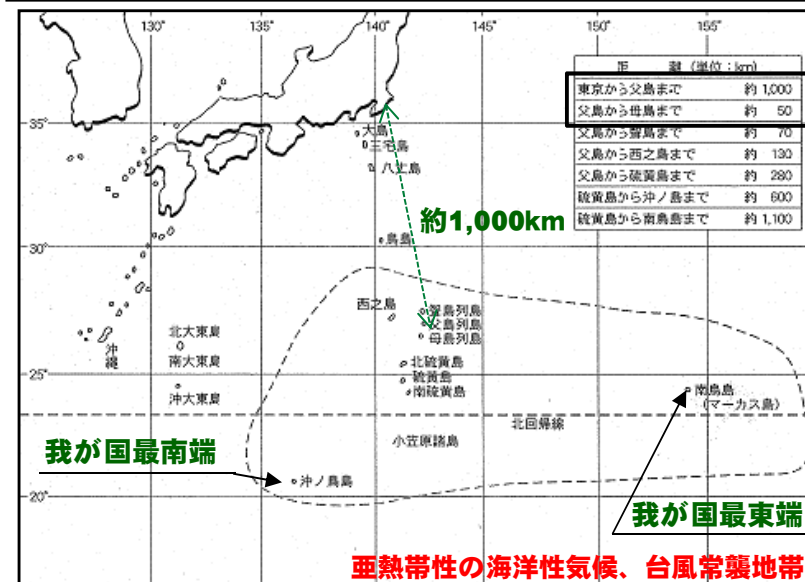 130° 135° 140° 145° 150° 155°
距 離 (単位:km)
東京から父島まで 約 1,000
父島から母島まで 約 50
父島から聟島まで 約 70
父島から西之島まで 約 130
父島から硫黄島まで 約 280
硫黄島から沖ノ島まで 約 600
硫黄島から南鳥島まで 約 1,100
35°
大島
三宅島
八丈島
約1,000km
鳥島
30°
西之島
聟島列島
父島列島
母島列島
北大東島
南大東島
沖大東島
沖縄
北硫黄島
硫黄島
南硫黄島
25°
南鳥島
(マーカス島)
北回帰線
小笠原諸島
我が国最南端
沖ノ鳥島
20°
我が国最東端
亜熱帯性の海洋性気候、台風常襲地帯